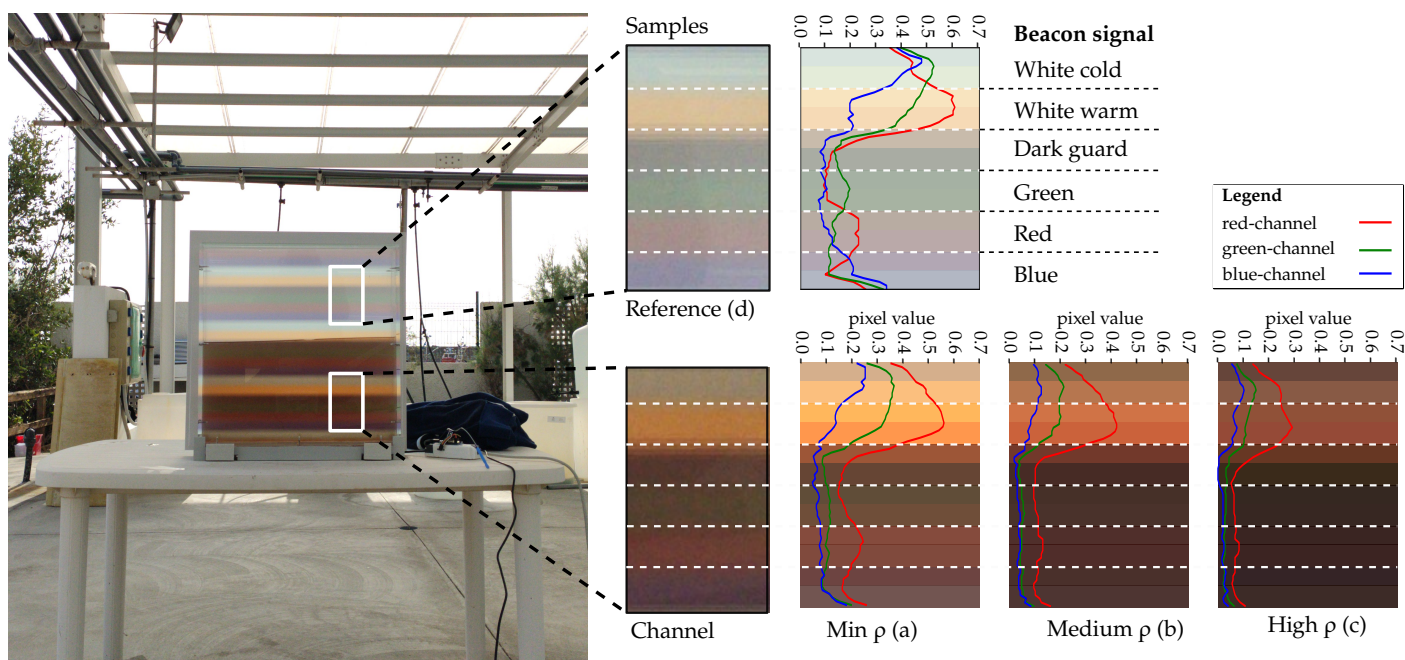 Samples
0.0 0.1 0.2 0.3 0.4 0.5 0.6 0.7
Beacon signal
White cold
White warm
Dark guard
Green
Red
Blue
Legend
red-channel
green-channel
blue-channel
Reference (d)
pixel value
pixel value
pixel value
0.0 0.1 0.2 0.3 0.4 0.5 0.6 0.7
0.0 0.1 0.2 0.3 0.4 0.5 0.6 0.7
0.0 0.1 0.2 0.3 0.4 0.5 0.6 0.7
Channel
Min ρ (a)
Medium ρ (b)
High ρ (c)